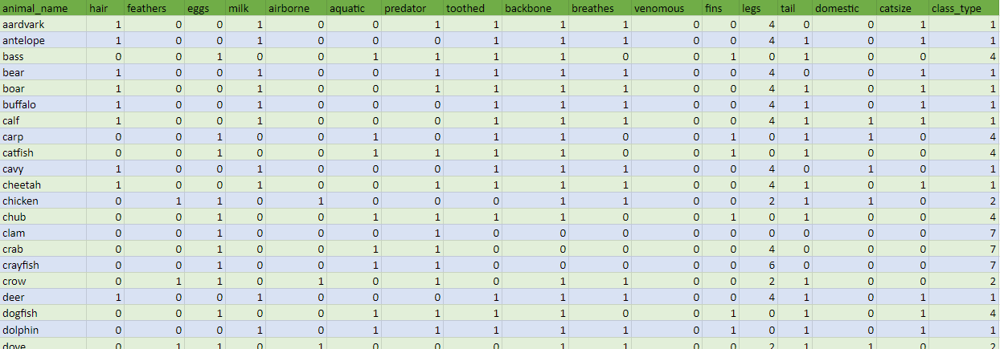 animal_name hair feathers eggs milk airborne aquatic predator toothed backbone breathes venomous fins legs tail domestic catsize class_type
aardvark 1 0 0 1 0 0 1 1 1 1 0 0 4 0 0 1 1
antelope 1 0 0 1 0 0 0 1 1 1 0 0 4 1 0 1 1
bass 0 0 1 0 0 1 1 1 1 0 0 1 0 1 0 0 4
bear 1 0 0 1 0 0 1 1 1 1 0 0 4 0 0 1 1
boar 1 0 0 1 0 0 1 1 1 1 0 0 4 1 0 1 1
buffalo 1 0 0 1 0 0 0 1 1 1 0 0 4 1 0 1 1
calf 1 0 0 1 0 0 0 1 1 1 0 0 4 1 1 1 1
carp 0 0 1 0 0 1 0 1 1 0 0 1 0 1 1 0 4
catfish 0 0 1 0 0 1 1 1 1 0 0 1 0 1 0 0 4
cavy 1 0 0 1 0 0 0 1 1 1 0 0 4 0 1 0 1
cheetah 1 0 0 1 0 0 1 1 1 1 0 0 4 1 0 1 1
chicken 0 1 1 0 1 0 0 0 1 1 0 0 2 1 1 0 2
chub 0 0 1 0 0 1 1 1 1 0 0 1 0 1 0 0 4
clam 0 0 1 0 0 0 1 0 0 0 0 0 0 0 0 0 7
crab 0 0 1 0 0 1 1 0 0 0 0 0 4 0 0 0 7
crayfish 0 0 1 0 0 1 1 0 0 0 0 0 6 0 0 0 7
crow 0 1 1 0 1 0 1 0 1 1 0 0 2 1 0 0 2
deer 1 0 0 1 0 0 0 1 1 1 0 0 4 1 0 1 1
dogfish 0 0 1 0 0 1 1 1 1 0 0 1 0 1 0 1 4
dolphin 0 0 0 1 0 1 1 1 1 1 0 1 0 1 0 1 1
dove 0 1 1 0 1 0 0 0 1 1 0 0 2 1 1 0 2